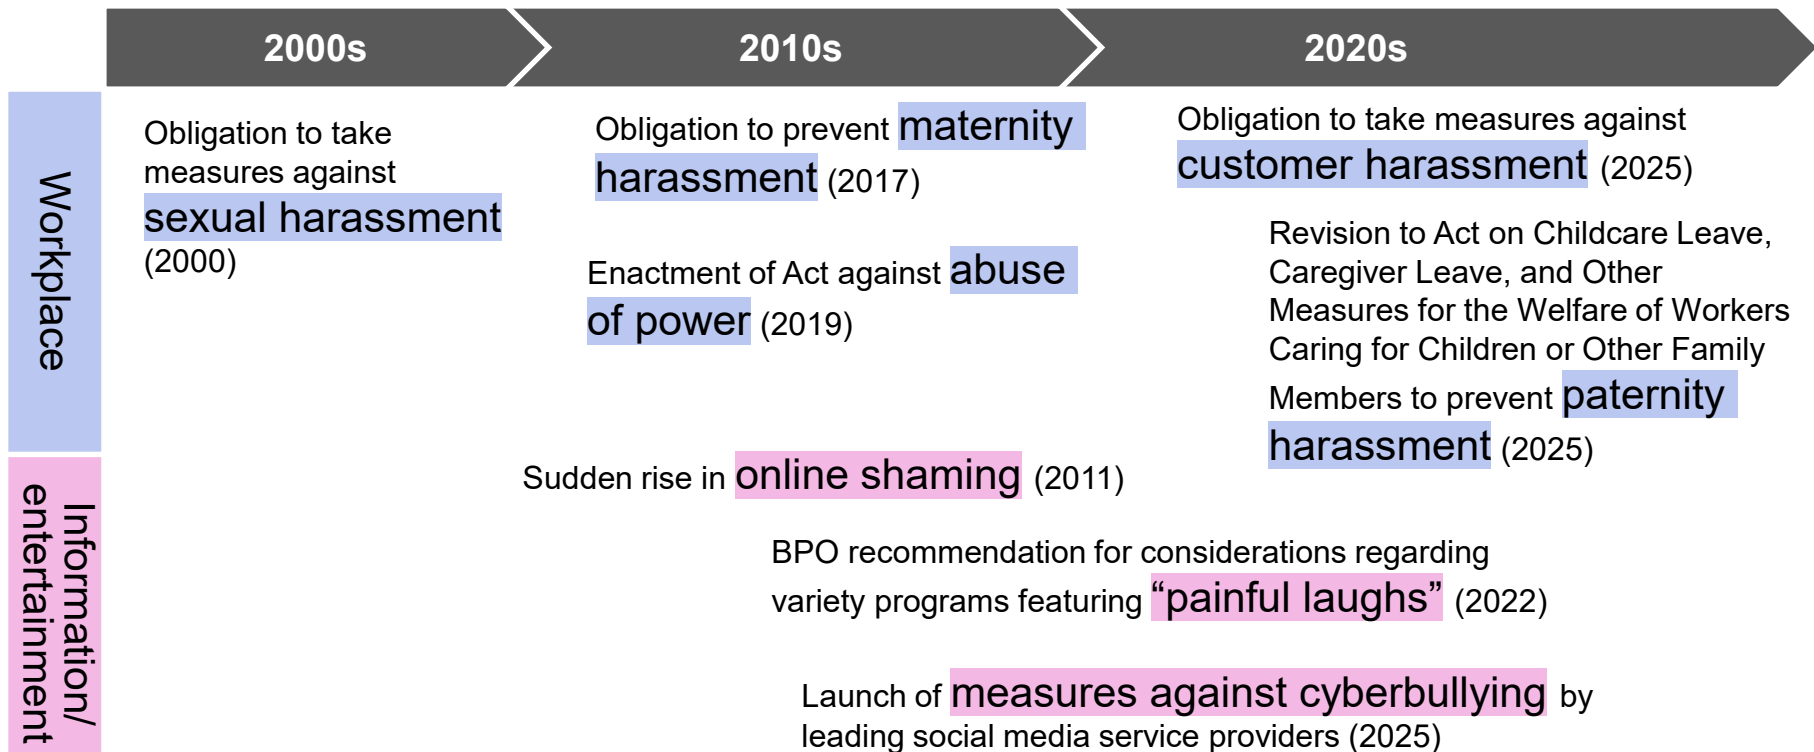 2000s
2010s
2020s
Workplace
Obligation to take
measures against
sexual harassment
(2000)
Obligation to prevent maternity
harassment (2017)
Enactment of Act against abuse
of power (2019)
Obligation to take measures against
customer harassment (2025)
Revision to Act on Childcare Leave,
Caregiver Leave, and Other
Measures for the Welfare of Workers
Caring for Children or Other Family
Members to prevent paternity
harassment (2025)
Information/
entertainment
Sudden rise in online shaming (2011)
BPO recommendation for considerations regarding
variety programs featuring “painful laughs” (2022)
Launch of measures against cyberbullying by
leading social media service providers (2025)